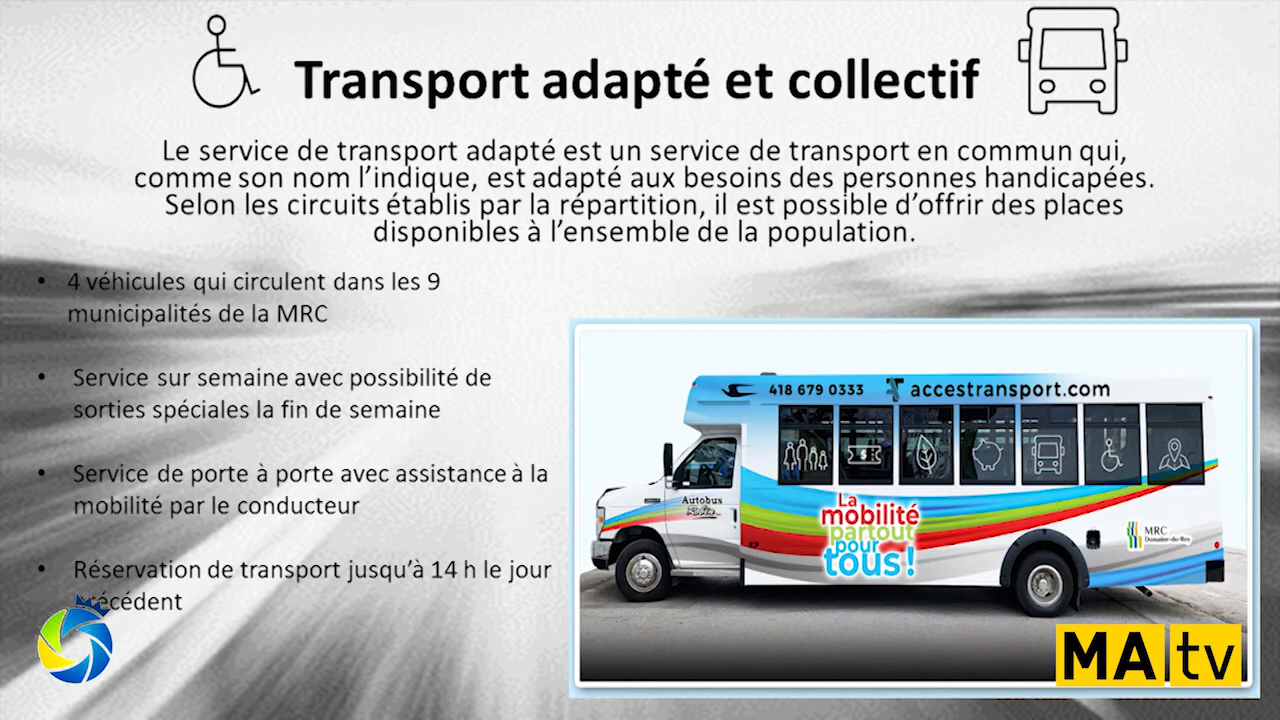 Transport adapté et collectif
Le service de transport adapté est un service de transport en commun qui,
comme son nom l'indique, est adapté aux besoins des personnes handicapées.
Selon les circuits établis par la répartition, il est possible d'offrir des places
disponibles à l'ensemble de la population.
• 4 véhicules qui circulent dans les 9
municipalités de la MRC
• Service sur semaine avec possibilité de
sorties spéciales la fin de semaine
• Service de porte à porte avec assistance à la
mobilité par le conducteur
• Réservation de transport jusqu'à 14 h le jour
précédent
418 679 0333 accestransport.com
$
Autobus
La
mobilité
partout
pour
tous !
MRC
Domaine-du-Roy
MAtv